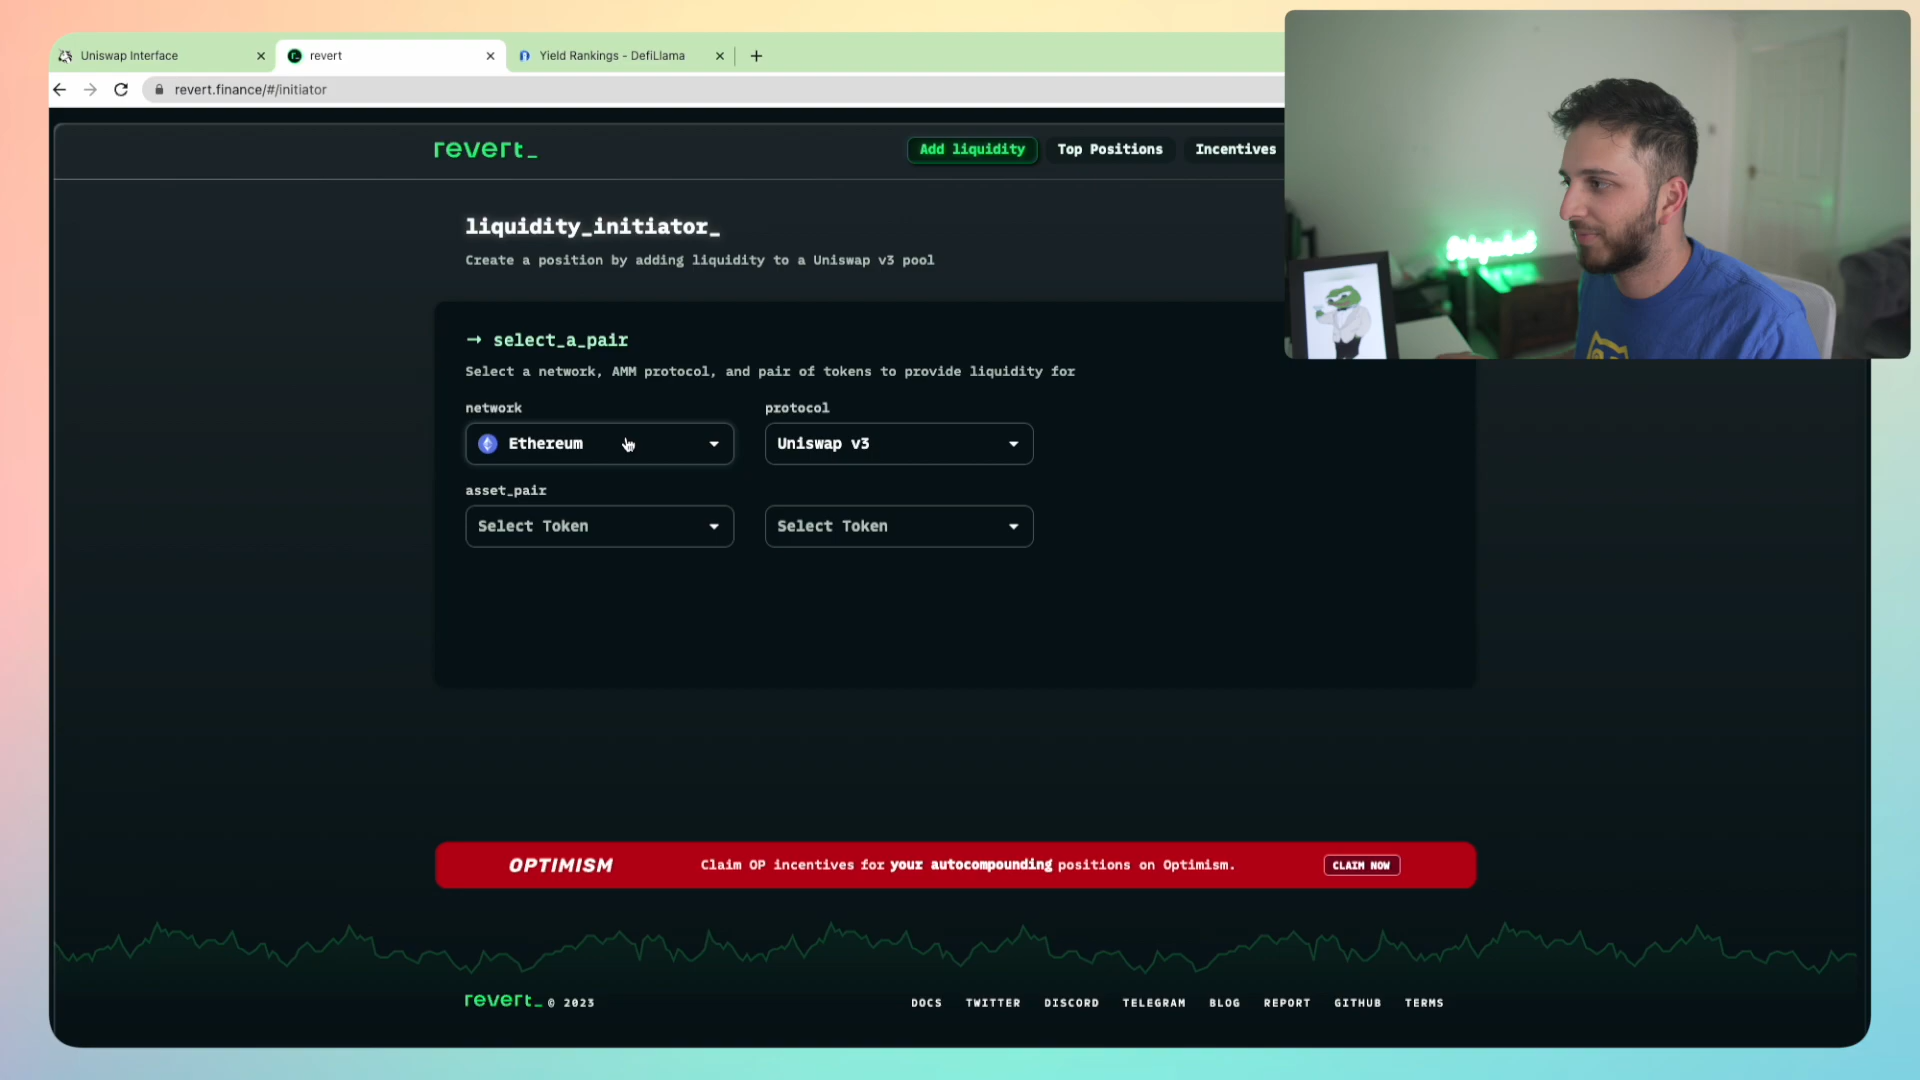 Uniswap Interface
revert
Yield Rankings - DefiLlama
revert.finance/#/initiator
revert_
Add liquidity
Top Positions
Incentives
liquidity_initiator_
Create a position by adding liquidity to a Uniswap v3 pool
→ select_a_pair
Select a network, AMM protocol, and pair of tokens to provide liquidity for
network
protocol
Ethereum
Uniswap v3
asset_pair
Select Token
Select Token
OPTIMISM
Claim OP incentives for your autocompounding positions on Optimism.
CLAIM NOW
revert_ © 2023
DOCS
TWITTER
DISCORD
TELEGRAM
BLOG
REPORT
GITHUB
TERMS